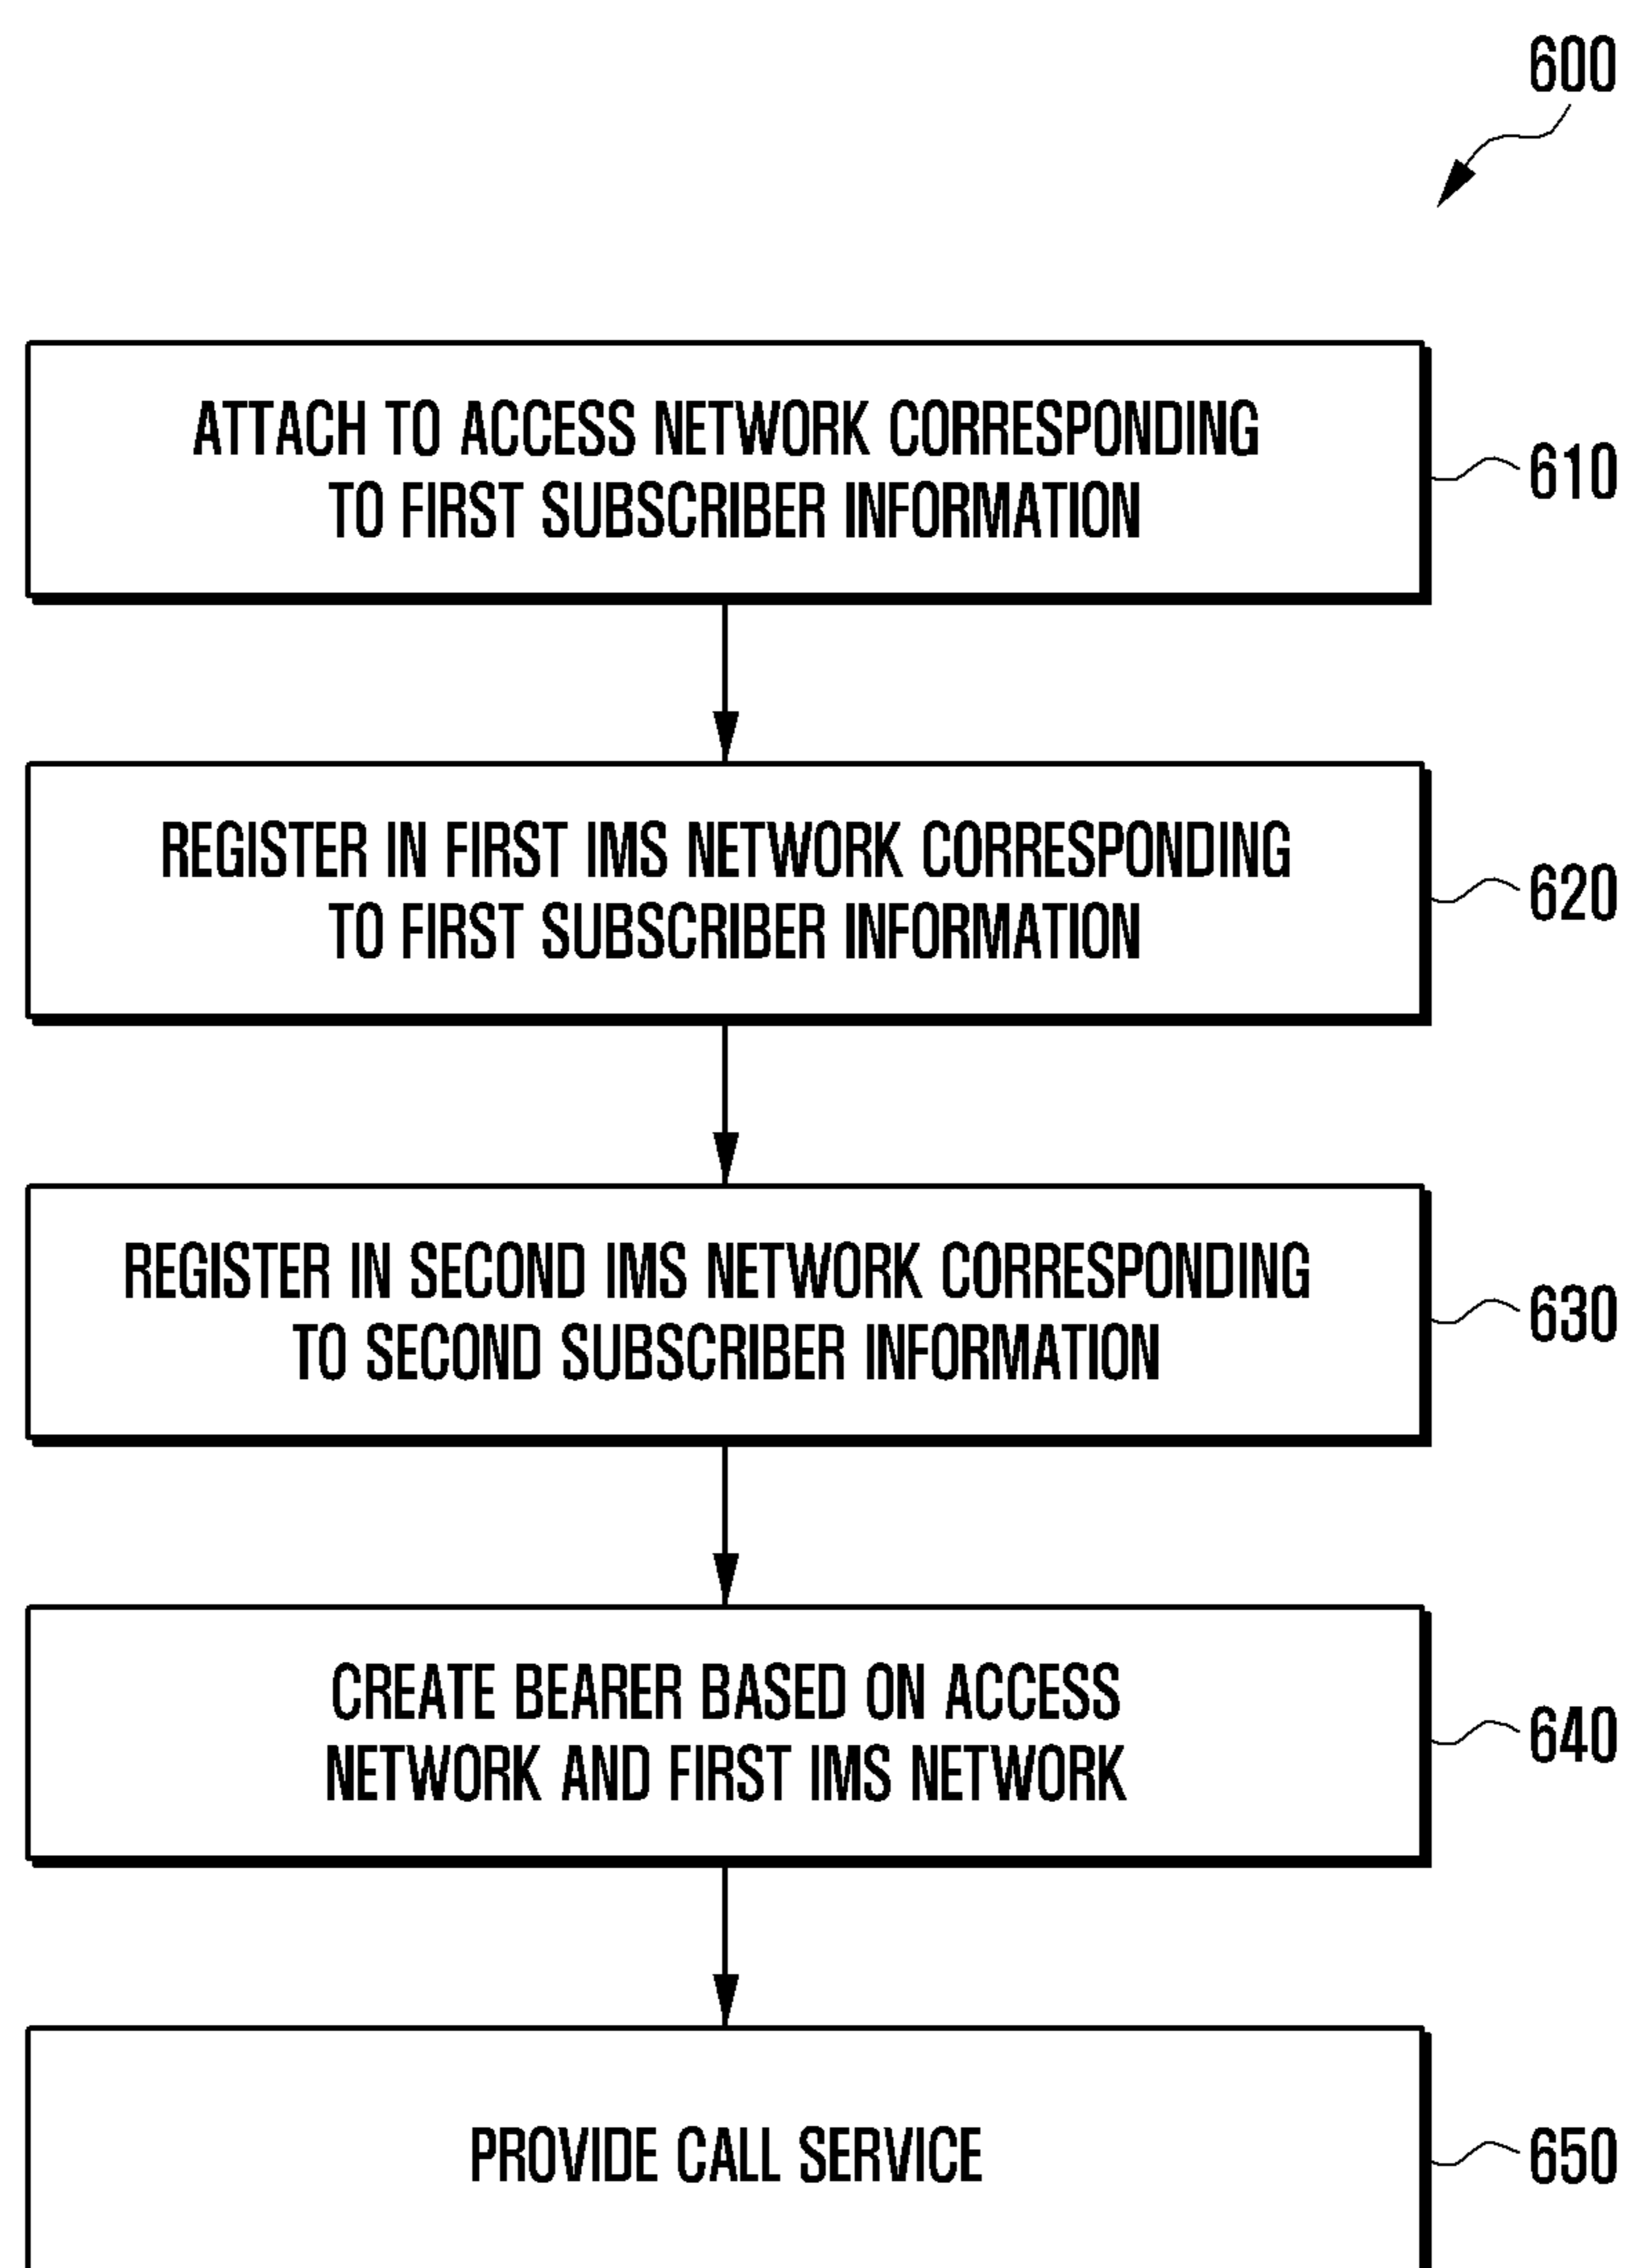 600
ATTACH TO ACCESS NETWORK CORRESPONDING
TO FIRST SUBSCRIBER INFORMATION
610
REGISTER IN FIRST IMS NETWORK CORRESPONDING
TO FIRST SUBSCRIBER INFORMATION
620
REGISTER IN SECOND IMS NETWORK CORRESPONDING
TO SECOND SUBSCRIBER INFORMATION
630
CREATE BEARER BASED ON ACCESS
NETWORK AND FIRST IMS NETWORK
640
PROVIDE CALL SERVICE
650